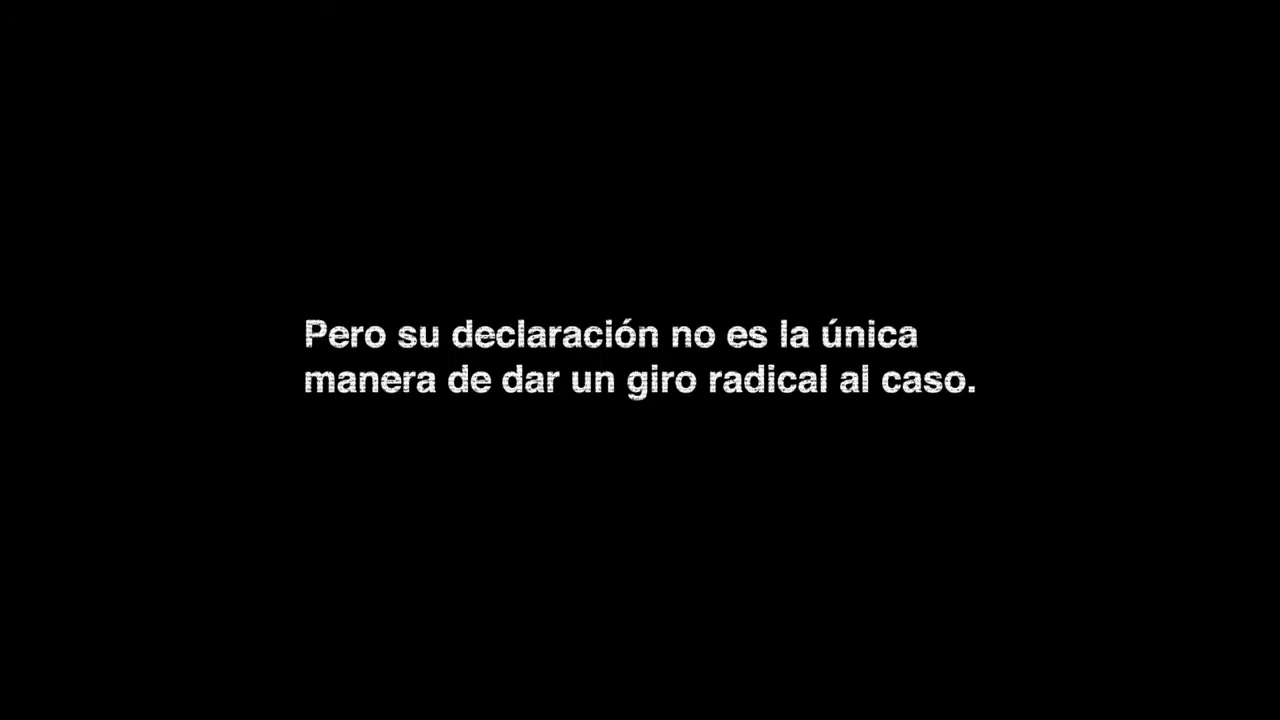 Pero su declaración no es la única
manera de dar un giro radical al caso.